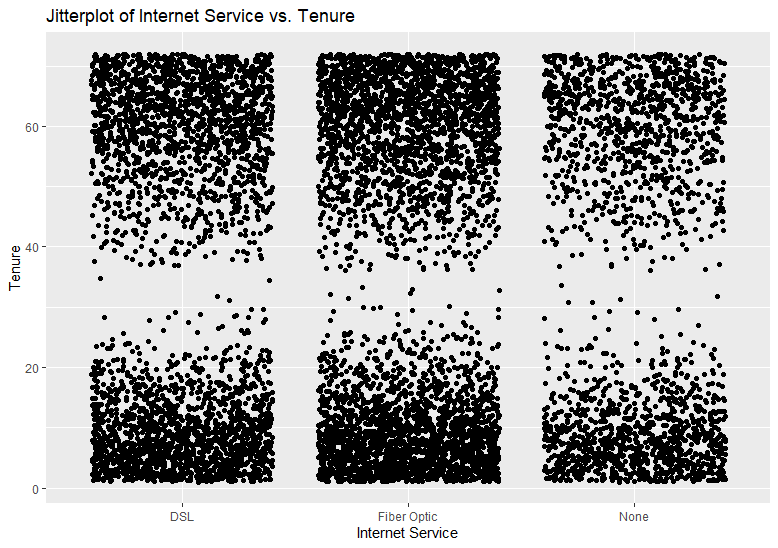 Jitterplot of Internet Service vs. Tenure
Tenure
60
40
20
0
DSL
Fiber Optic
None
Internet Service